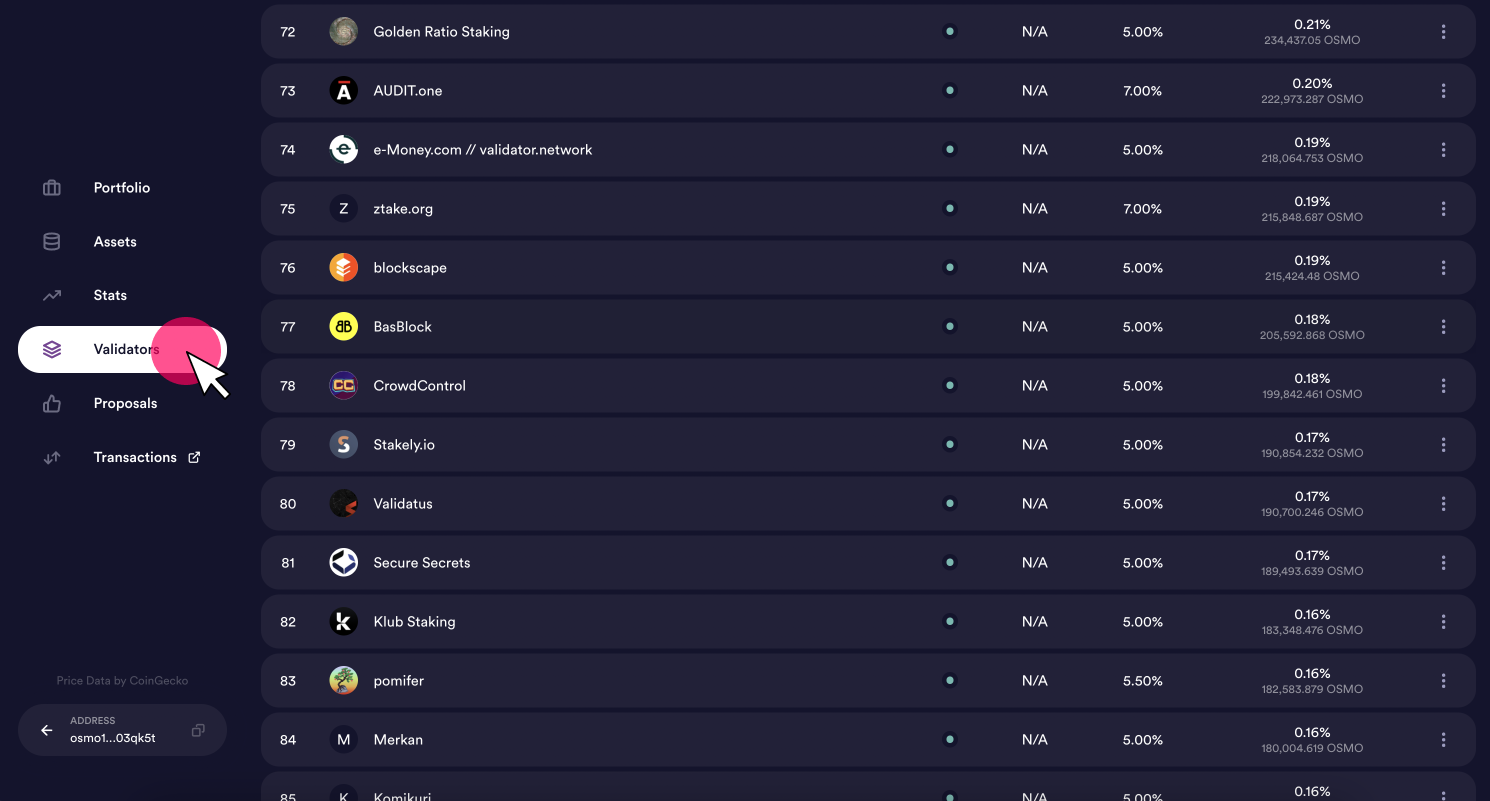 Portfolio
Assets
Stats
Validators
Proposals
Transactions
Price Data by CoinGecko
ADDRESS
osmo1...03qk5t
72 Golden Ratio Staking N/A 5.00% 0.21%
234,437.05 OSMO
73 AUDIT.one N/A 7.00% 0.20%
222,973.287 OSMO
74 e-Money.com // validator.network N/A 5.00% 0.19%
218,064.753 OSMO
75 Z ztake.org N/A 7.00% 0.19%
215,848.687 OSMO
76 blockscape N/A 5.00% 0.19%
215,424.48 OSMO
77 BasBlock N/A 5.00% 0.18%
205,592.868 OSMO
78 CrowdControl N/A 5.00% 0.18%
199,842.461 OSMO
79 Stakely.io N/A 5.00% 0.17%
190,854.232 OSMO
80 Validatus N/A 5.00% 0.17%
190,700.246 OSMO
81 Secure Secrets N/A 5.00% 0.17%
189,493.639 OSMO
82 Klub Staking N/A 5.00% 0.16%
183,348.476 OSMO
83 pomifer N/A 5.50% 0.16%
182,583.879 OSMO
84 M Merkan N/A 5.00% 0.16%
180,004.619 OSMO
85 K Komikuri N/A 5.00% 0.16%